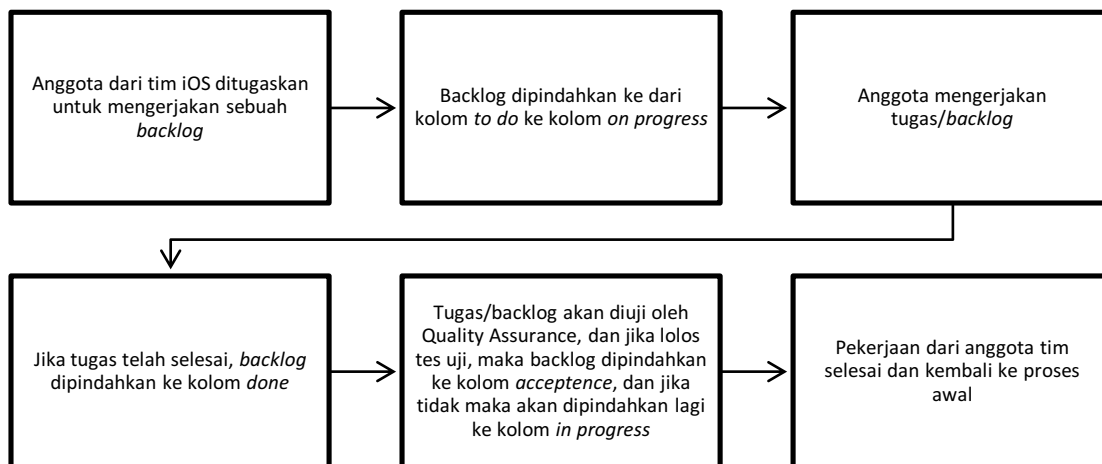 Anggota dari tim iOS ditugaskan
untuk mengerjakan sebuah
backlog
Backlog dipindahkan ke dari
kolom to do ke kolom on progress
Anggota mengerjakan
tugas/backlog
Jika tugas telah selesai, backlog
dipindahkan ke kolom done
Tugas/backlog akan diuji oleh
Quality Assurance, dan jika lolos
tes uji, maka backlog dipindahkan
ke kolom acceptence, dan jika
tidak maka akan dipindahkan lagi
ke kolom in progress
Pekerjaan dari anggota tim
selesai dan kembali ke proses
awal